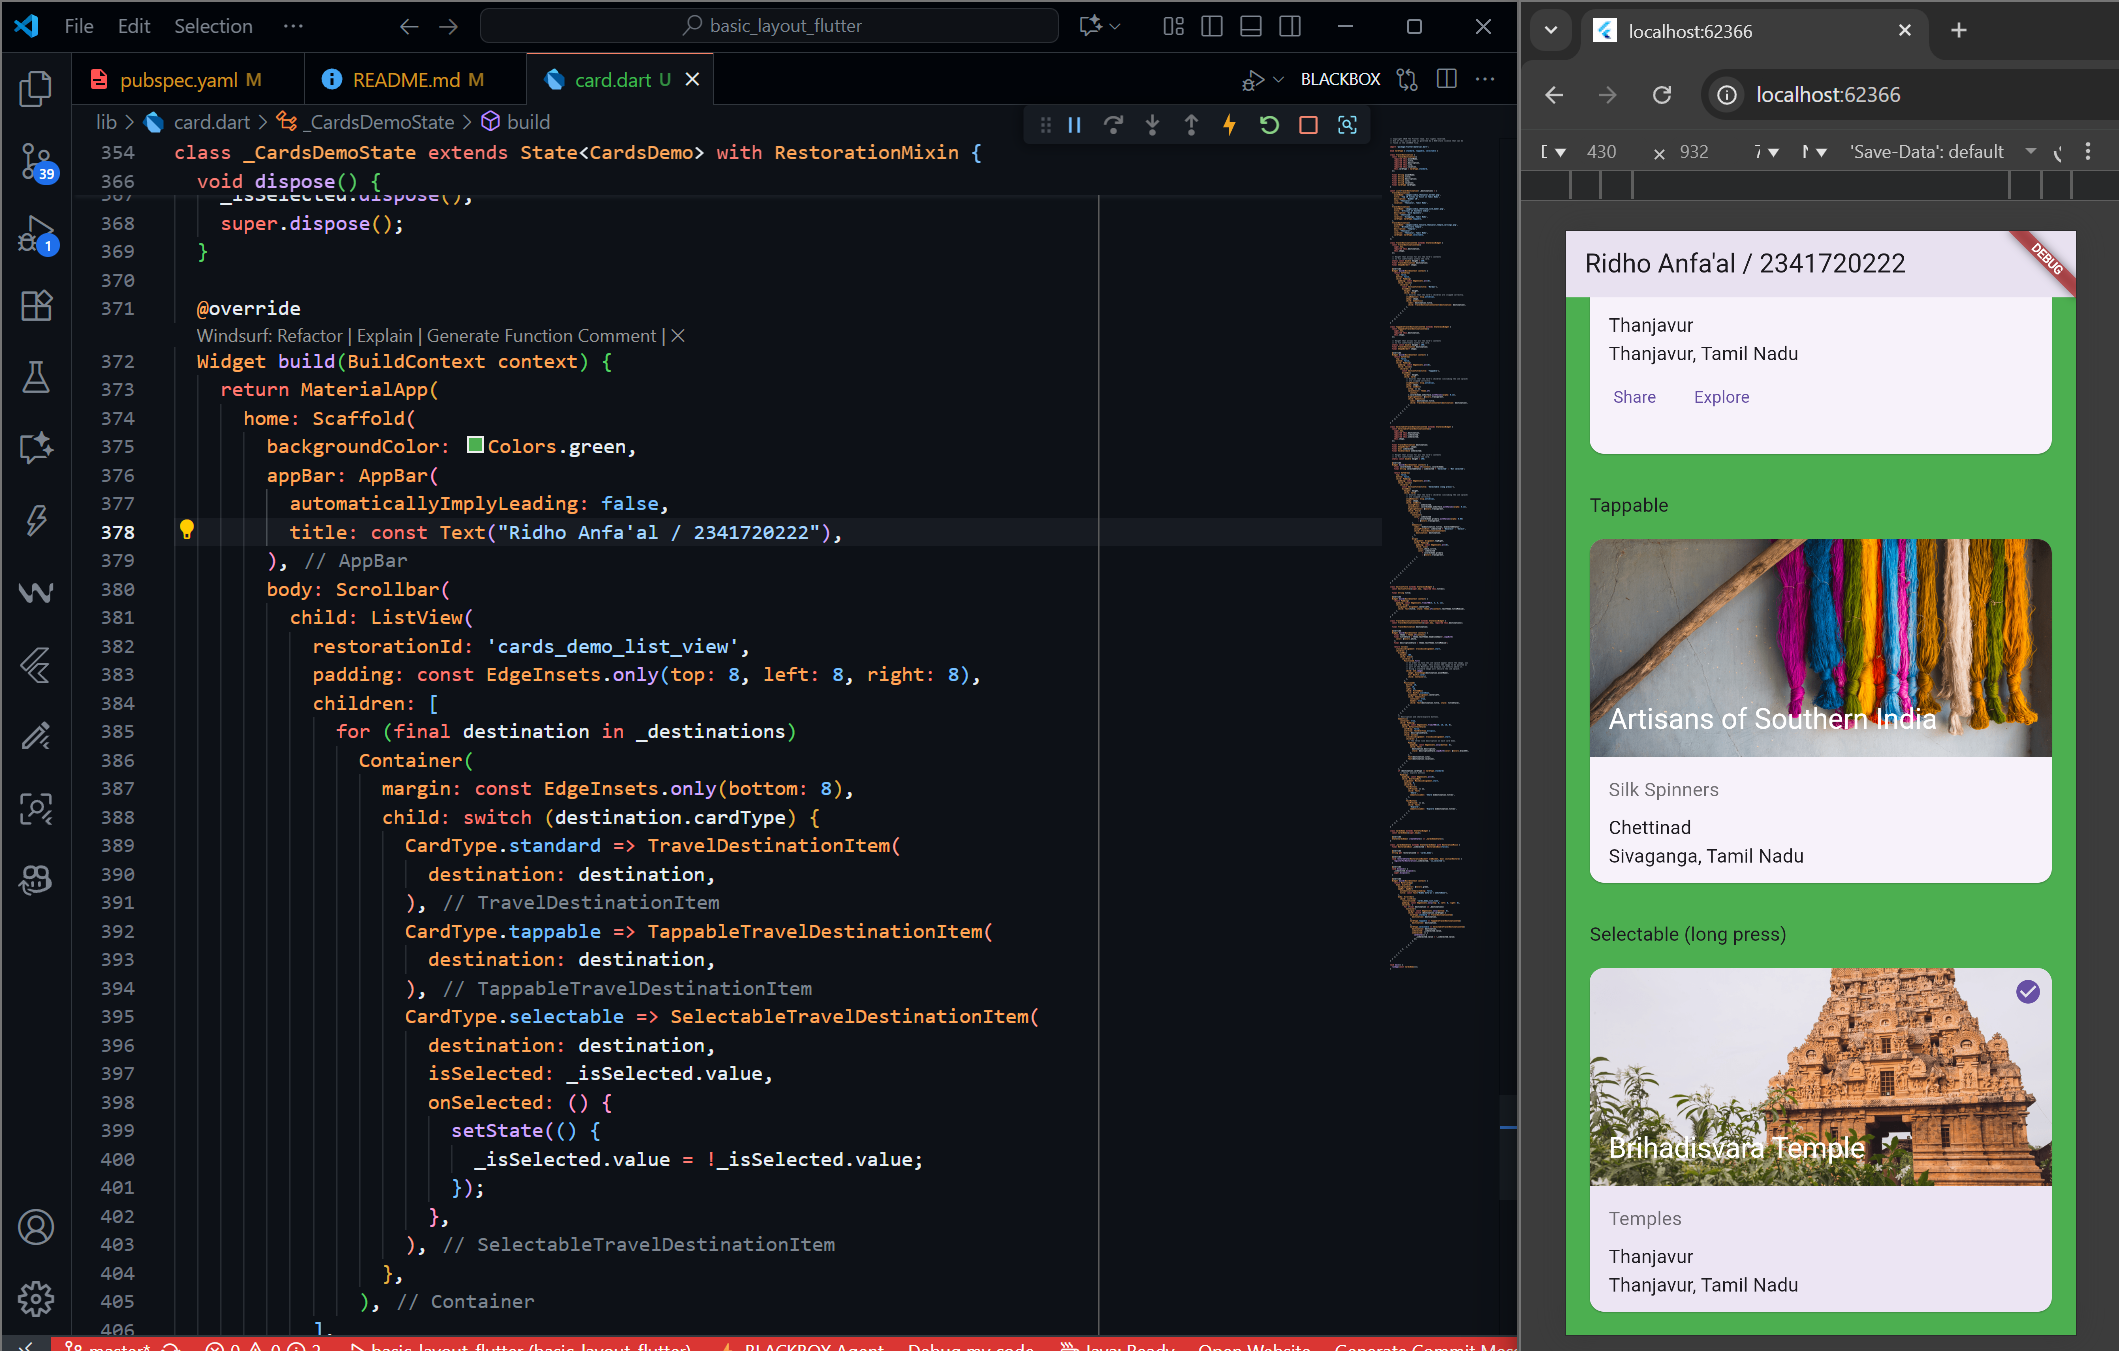 File Edit Selection ···
basic_layout_flutter
pubspec.yaml M
README.md M
card.dart U
BLACKBOX
lib > card.dart > _CardsDemoState > build
39
1
354 class _CardsDemoState extends State<CardsDemo> with RestorationMixin {
366 void dispose() {
367 _isSelected.dispose();
368 super.dispose();
369 }
370
371 @override
Windsurf: Refactor | Explain | Generate Function Comment | X
372 Widget build(BuildContext context) {
373 return MaterialApp(
374 home: Scaffold(
375 backgroundColor: Colors.green,
376 appBar: AppBar(
377 automaticallyImplyLeading: false,
378 title: const Text("Ridho Anfa'al / 2341720222"),
379 ), // AppBar
380 body: Scrollbar(
381 child: ListView(
382 restorationId: 'cards_demo_list_view',
383 padding: const EdgeInsets.only(top: 8, left: 8, right: 8),
384 children: [
385 for (final destination in _destinations)
386 Container(
387 margin: const EdgeInsets.only(bottom: 8),
388 child: switch (destination.cardType) {
389 CardType.standard => TravelDestinationItem(
390 destination: destination,
391 ), // TravelDestinationItem
392 CardType.tappable => TappableTravelDestinationItem(
393 destination: destination,
394 ), // TappableTravelDestinationItem
395 CardType.selectable => SelectableTravelDestinationItem(
396 destination: destination,
397 isSelected: _isSelected.value,
398 onSelected: () {
399 setState(() {
400 _isSelected.value = !_isSelected.value;
401 });
402 },
403 ), // SelectableTravelDestinationItem
404 },
405 ), // Container
406 ],
master* 0 0 2 basic_layout_flutter (basic_layout_flutter) BLACKBOX Agent Debug my code Java: Ready Open Website Generate Commit
localhost:62366
localhost:62366
430 × 932 'Save-Data': default
Ridho Anfa'al / 2341720222
DEBUG
Thanjavur
Thanjavur, Tamil Nadu
Share Explore
Tappable
Artisans of Southern India
Silk Spinners
Chettinad
Sivaganga, Tamil Nadu
Selectable (long press)
Brihadisvara Temple
Temples
Thanjavur
Thanjavur, Tamil Nadu